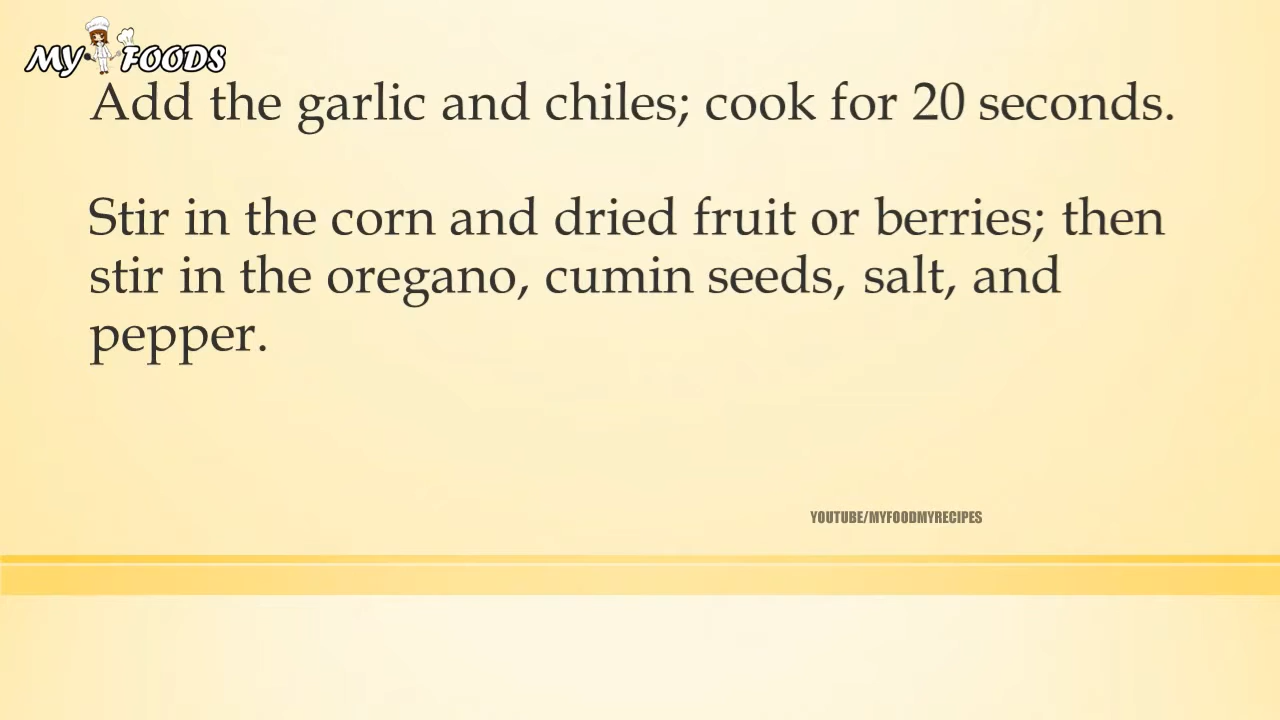 MY FOODS
Add the garlic and chiles; cook for 20 seconds.
Stir in the corn and dried fruit or berries; then
stir in the oregano, cumin seeds, salt, and
pepper.
YOUTUBE/MYFOODMYRECIPES